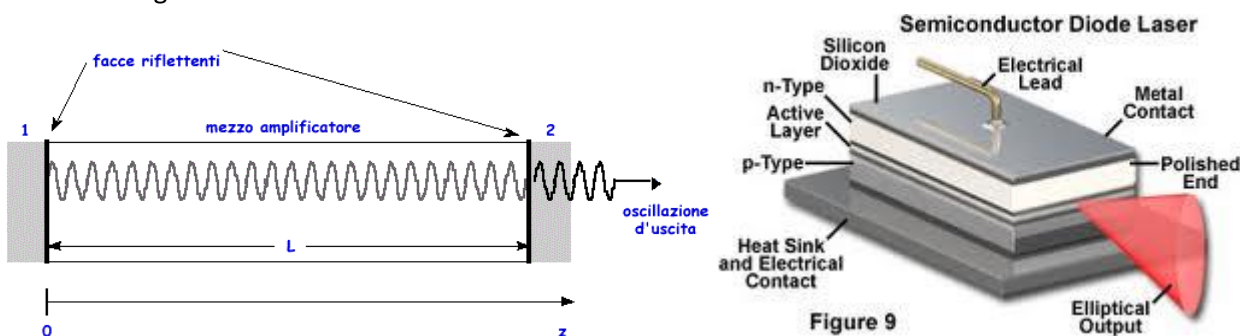 facce riflettenti
1
mezzo amplificatore
2
oscillazione
d'uscita
L
0
z
Semiconductor Diode Laser
Silicon
Dioxide
Electrical
Lead
n-Type
Metal
Contact
Active
Layer
p-Type
Polished
End
Heat Sink
and Electrical
Contact
Elliptical
Output
Figure 9